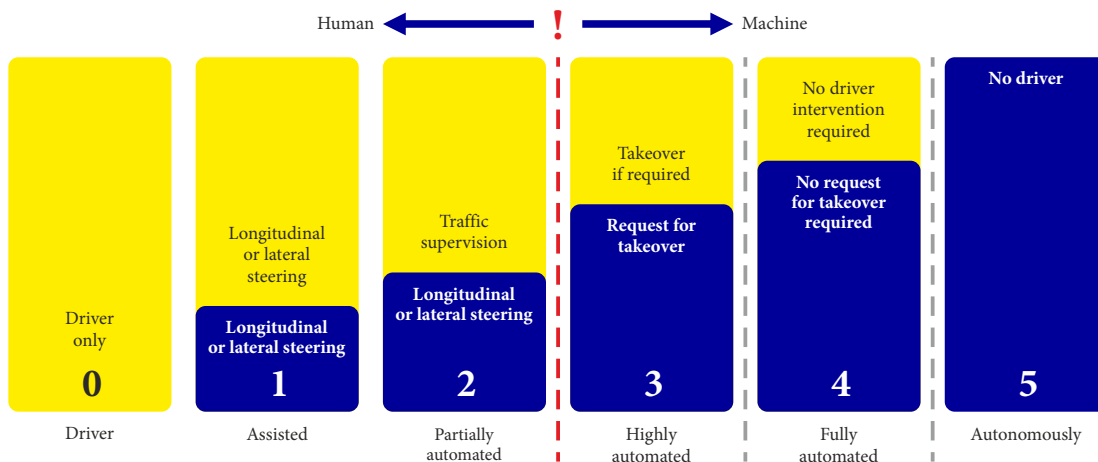 Human
!
Machine
Driver
only
0
Driver
Longitudinal
or lateral
steering
Longitudinal
or lateral steering
1
Assisted
Traffic
supervision
Longitudinal
or lateral steering
2
Partially
automated
Takeover
if required
Request for
takeover
3
Highly
automated
No driver
intervention
required
No request
for takeover
required
4
Fully
automated
No driver
5
Autonomously